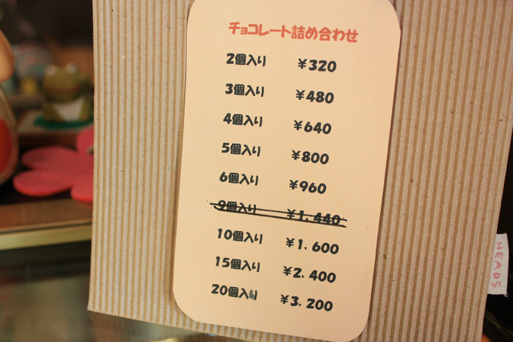 チョコレート詰め合わせ
2個入り ￥320
3個入り ￥480
4個入り ￥640
5個入り ￥800
6個入り ￥960
9個入り ￥1,440
10個入り ￥1,600
15個入り ￥2,400
20個入り ￥3,200
HEADS